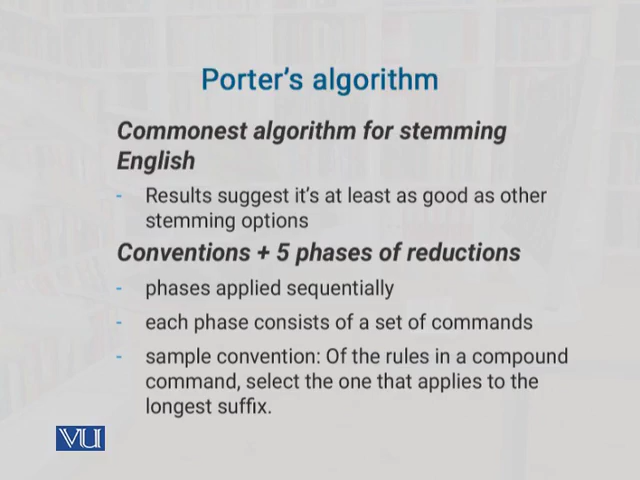 Porter’s algorithm
Commonest algorithm for stemming
English
- Results suggest it’s at least as good as other
stemming options
Conventions + 5 phases of reductions
- phases applied sequentially
- each phase consists of a set of commands
- sample convention: Of the rules in a compound
command, select the one that applies to the
longest suffix.
VU